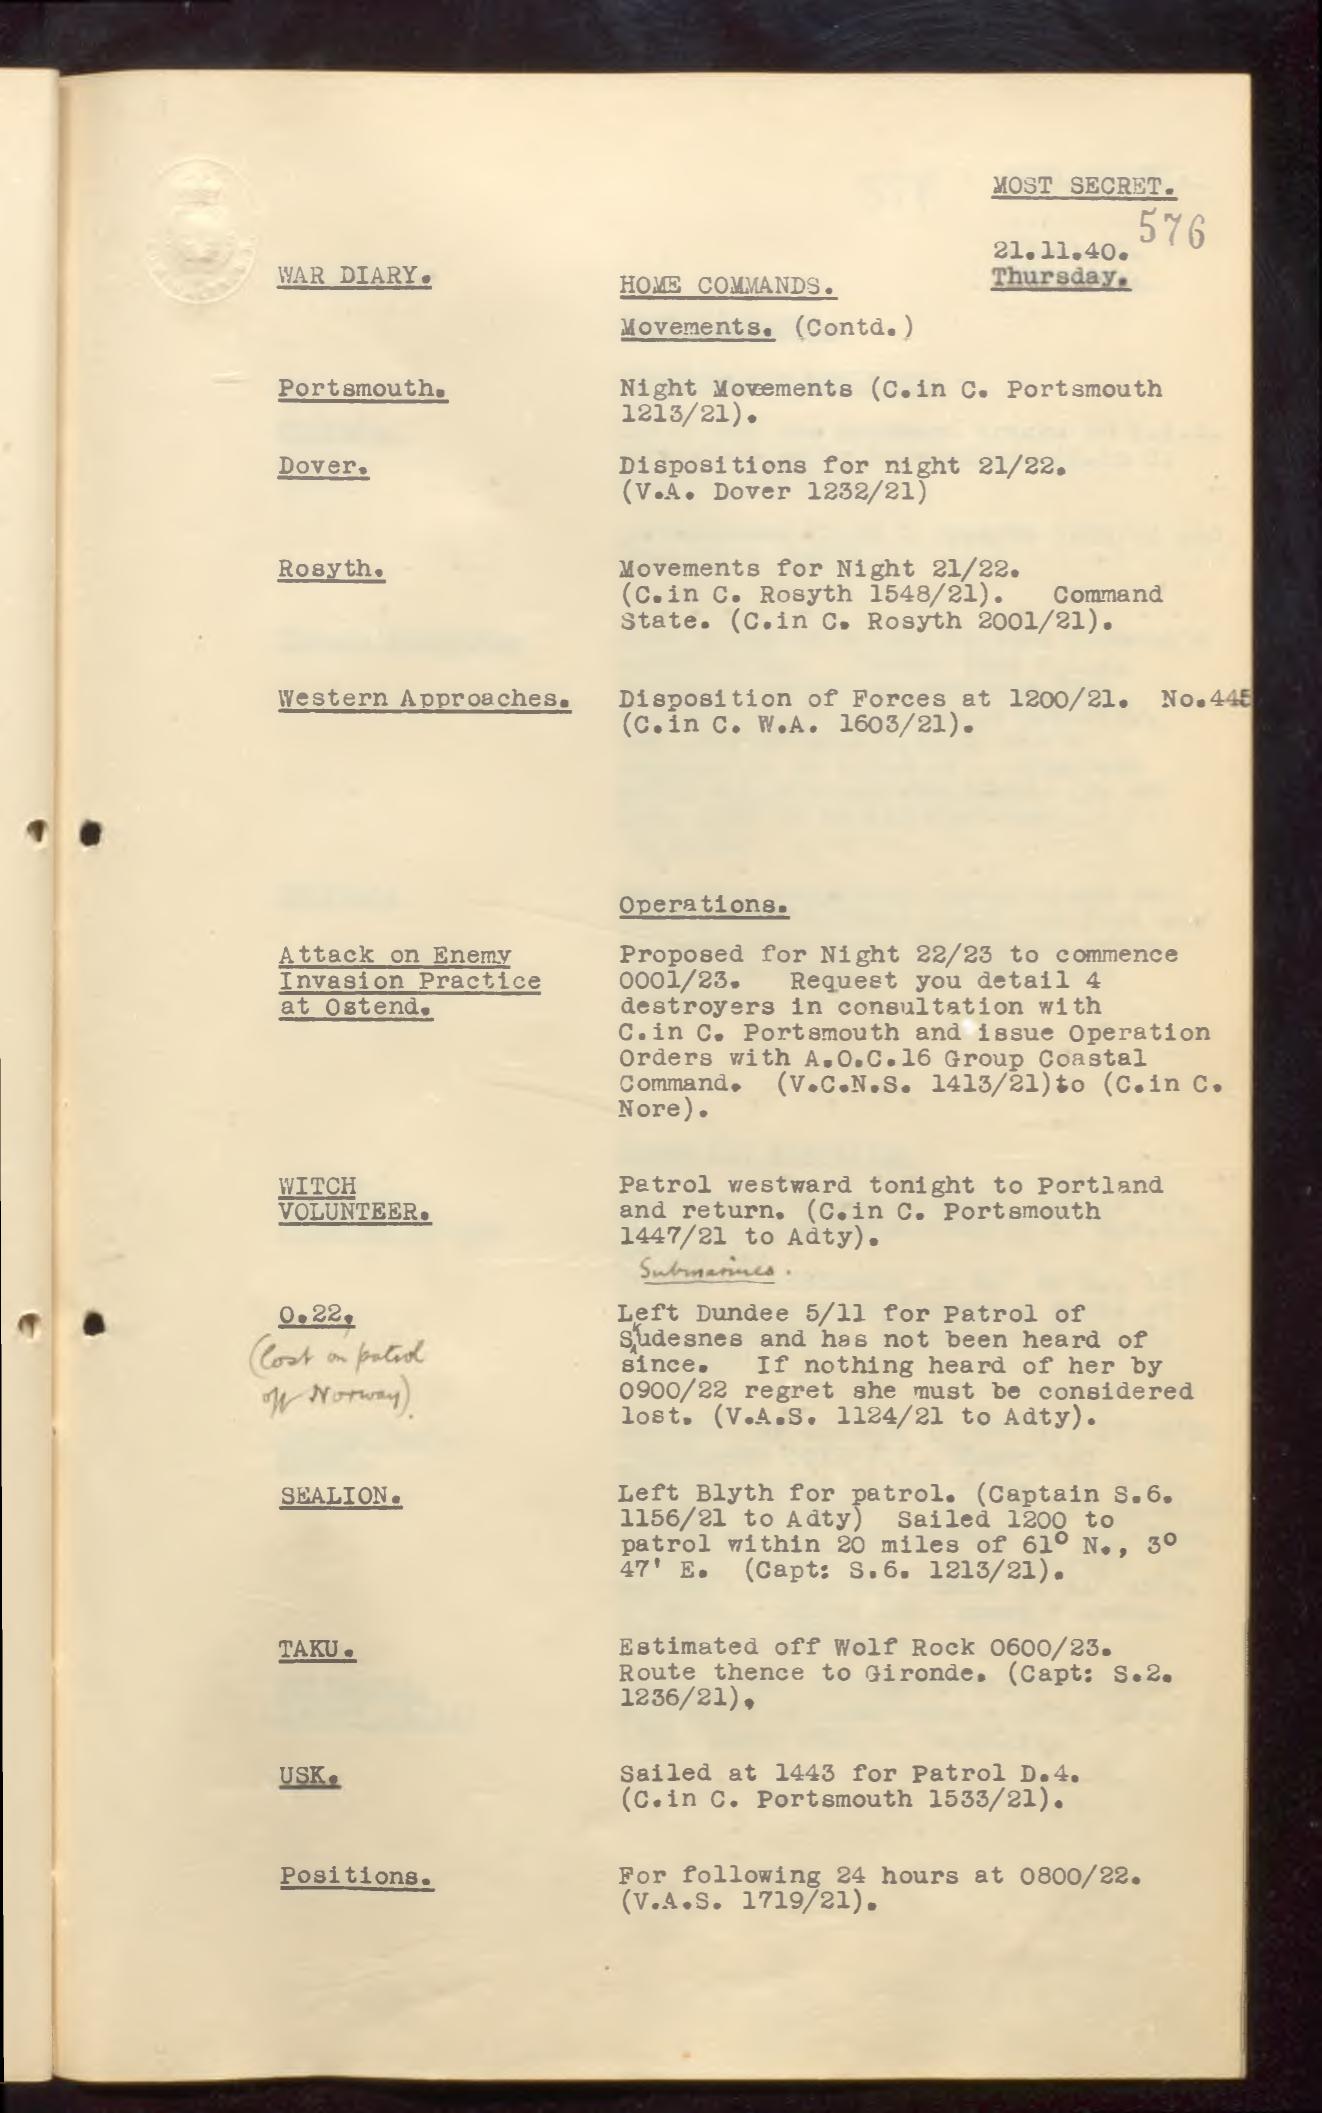 MOST SECRET.
576
21.11.40.
Thursday.
WAR DIARY.
HOME COMMANDS.
Movements. (Contd.)
Portsmouth.
Night Movements (C.in C. Portsmouth
1213/21).
Dover.
Dispositions for night 21/22.
(V.A. Dover 1232/21)
Rosyth.
Movements for Night 21/22.
(C.in C. Rosyth 1548/21). Command
State. (C.in C. Rosyth 2001/21).
Western Approaches.
Disposition of Forces at 1200/21. No.445
(C.in C. W.A. 1603/21).
Operations.
Attack on Enemy
Invasion Practice
at Ostend.
Proposed for Night 22/23 to commence
0001/23. Request you detail 4
destroyers in consultation with
C.in C. Portsmouth and issue Operation
Orders with A.O.C.16 Group Coastal
Command. (V.C.N.S. 1413/21)to (C.in C.
Nore).
WITCH
VOLUNTEER.
Patrol westward tonight to Portland
and return. (C.in C. Portsmouth
1447/21 to Adty).
Submarines.
O.22.
(Lost on patrol
off Norway).
Left Dundee 5/11 for Patrol of
Skudesnes and has not been heard of
since. If nothing heard of her by
0900/22 regret she must be considered
lost. (V.A.S. 1124/21 to Adty).
SEALION.
Left Blyth for patrol. (Captain S.6.
1156/21 to Adty) Sailed 1200 to
patrol within 20 miles of 61° N., 3°
47' E. (Capt: S.6. 1213/21).
TAKU.
Estimated off Wolf Rock 0600/23.
Route thence to Gironde. (Capt: S.2.
1236/21),
USK.
Sailed at 1443 for Patrol D.4.
(C.in C. Portsmouth 1533/21).
Positions.
For following 24 hours at 0800/22.
(V.A.S. 1719/21).